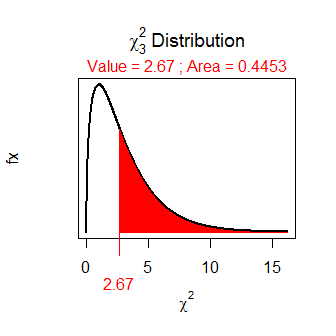 χ²₃ Distribution
Value = 2.67 ; Area = 0.4453
fx
0 5 10 15
2.67
χ²